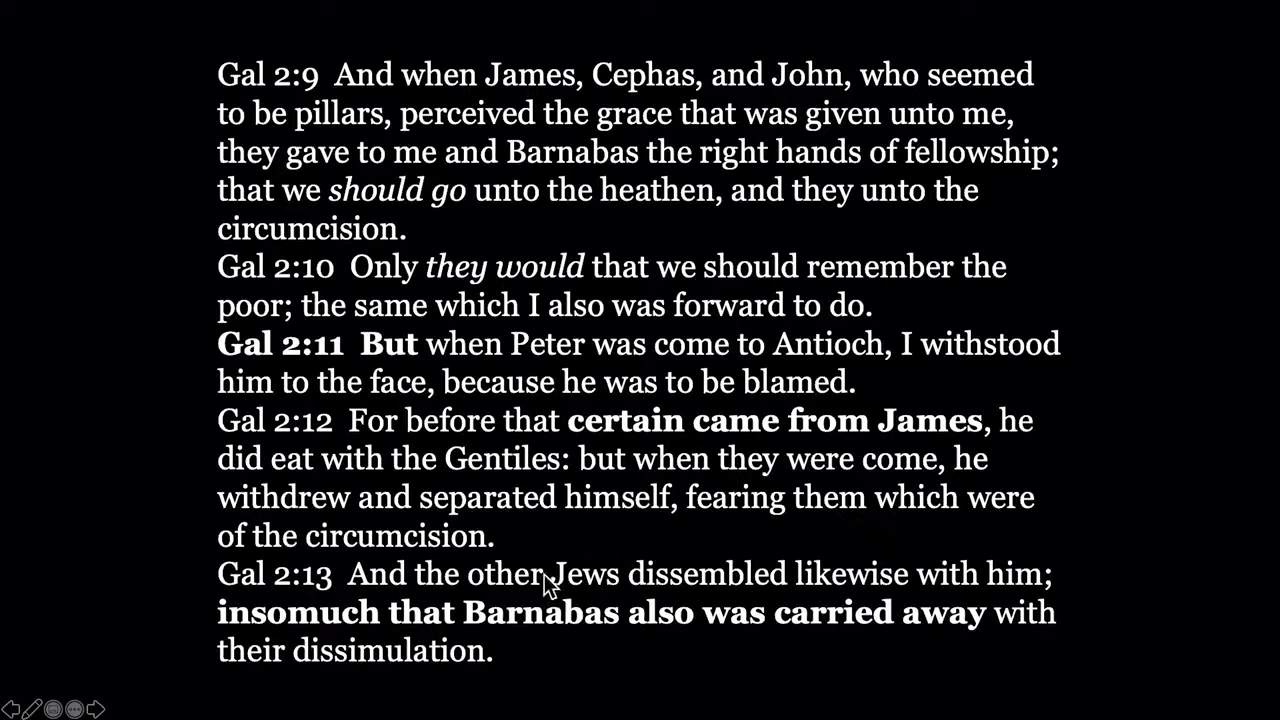 Gal 2:9  And when James, Cephas, and John, who seemed
to be pillars, perceived the grace that was given unto me,
they gave to me and Barnabas the right hands of fellowship;
that we should go unto the heathen, and they unto the
circumcision.
Gal 2:10  Only they would that we should remember the
poor; the same which I also was forward to do.
Gal 2:11  But when Peter was come to Antioch, I withstood
him to the face, because he was to be blamed.
Gal 2:12  For before that certain came from James, he
did eat with the Gentiles: but when they were come, he
withdrew and separated himself, fearing them which were
of the circumcision.
Gal 2:13  And the other Jews dissembled likewise with him;
insomuch that Barnabas also was carried away with
their dissimulation.